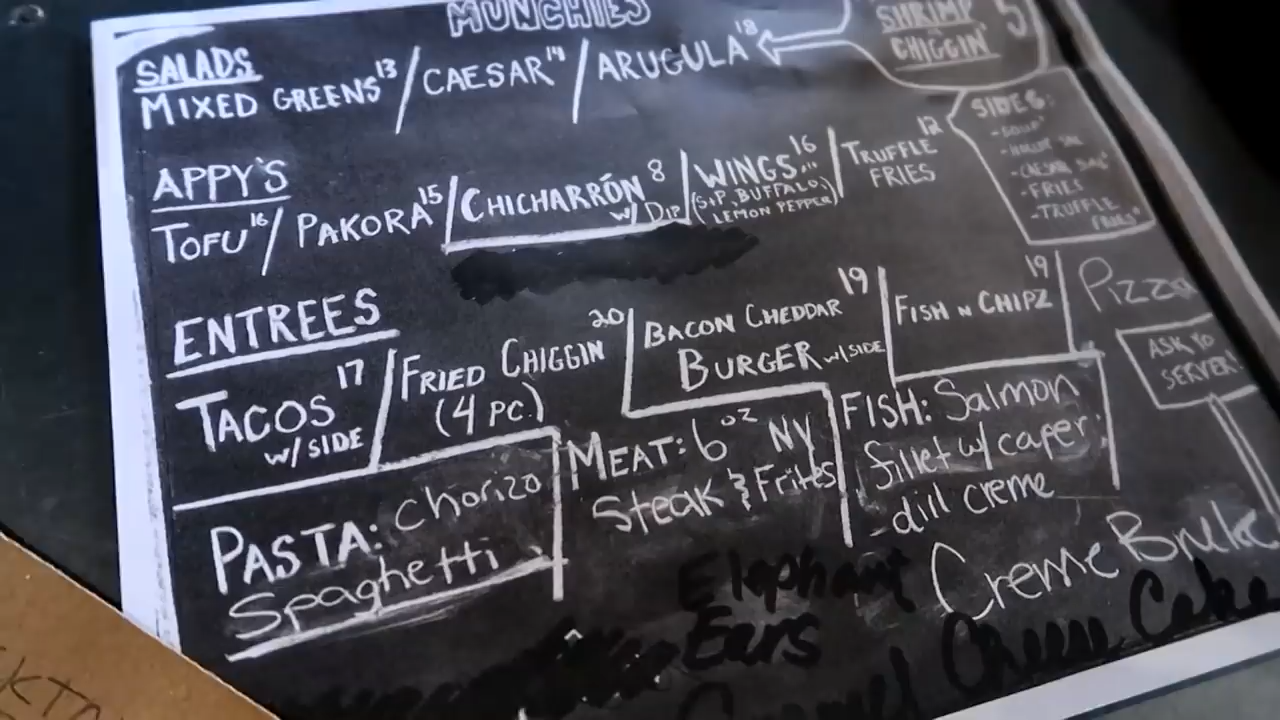 MUNCHIES
SALADS
MIXED GREENS 13 / CAESAR 14 / ARUGULA 18
SHRIMP
CHIGGIN 5
SIDES:
- SOUP
- CAESAR SAL
- FRIES
- TRUFFLE
FRIES
APPY'S
TOFU 16 / PAKORA 15 / CHICHARRÓN 8
W/ DIP
WINGS 16
(S+P, BUFFALO,
LEMON PEPPER)
TRUFFLE 12
FRIES
ENTREES
TACOS 17
W/SIDE
FRIED CHIGGIN 20
(4 PC.)
BACON CHEDDAR 19
BURGER W/SIDE
FISH N CHIPZ 19
Pizza
ASK YO
SERVER!
PASTA: Chorizo
Spaghetti
MEAT: 6oz NY
Steak & Frites
FISH: Salmon
fillet w/ caper
dill creme
Elephant
Ears
Creme Brulee
Cheese Cake